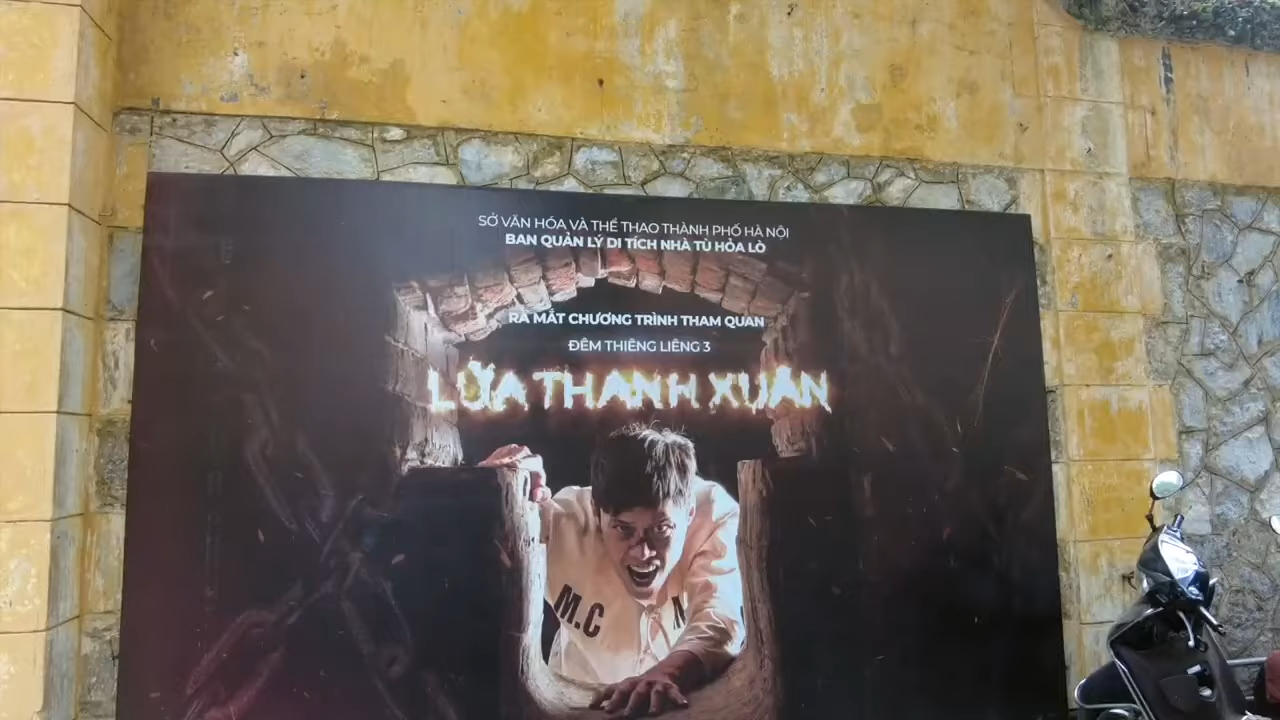 SỞ VĂN HÓA VÀ THỂ THAO THÀNH PHỐ HÀ NỘI
BAN QUẢN LÝ DI TÍCH NHÀ TÙ HỎA LÒ
RA MẮT CHƯƠNG TRÌNH THAM QUAN
ĐÊM THIÊNG LIÊNG 3
LỬA THANH XUÂN
M.C M